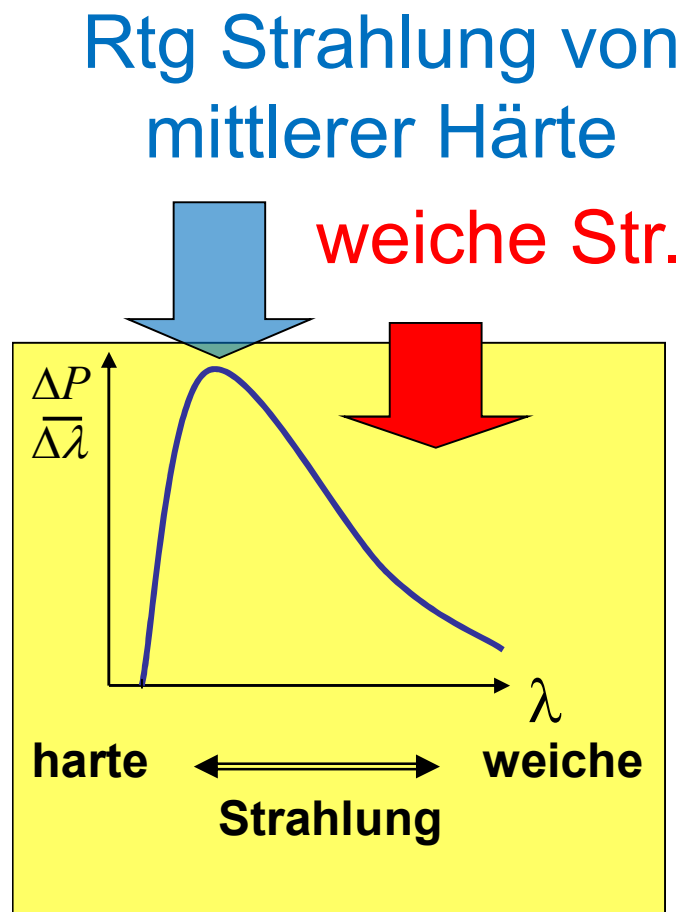 Rtg Strahlung von
mittlerer Härte
weiche Str.
ΔP
Δλ
λ
harte weiche
Strahlung